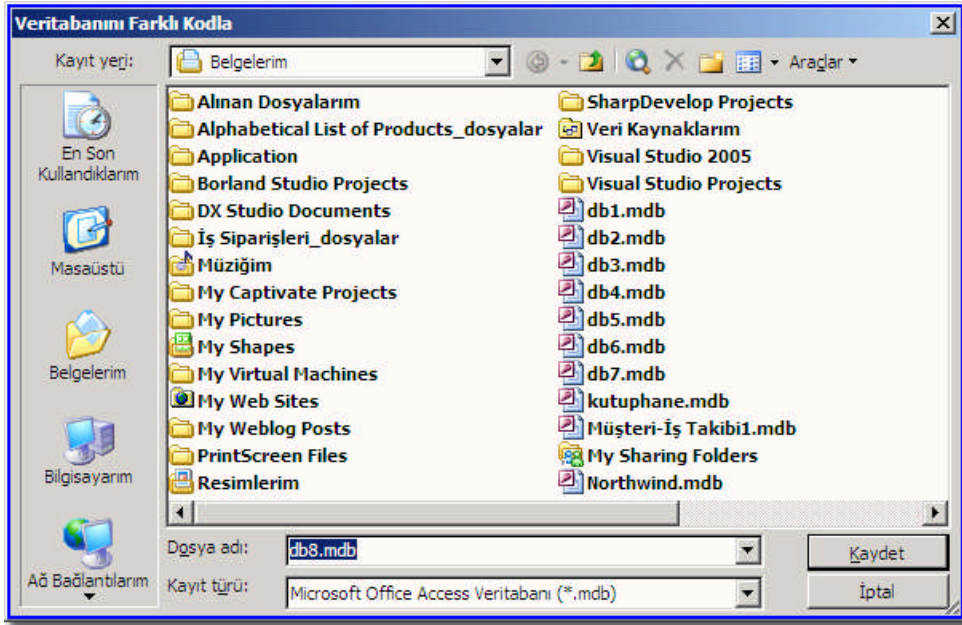 Veritabanını Farklı Kodla
Kayıt yeri:
Belgelerim
Araçlar
En Son
Kullandıklarım
Masaüstü
Belgelerim
Bilgisayarım
Ağ Bağlantılarım
Alınan Dosyalarım
Alphabetical List of Products_dosyalar
Application
Borland Studio Projects
DX Studio Documents
İş Siparişleri_dosyalar
Müziğim
My Captivate Projects
My Pictures
My Shapes
My Virtual Machines
My Web Sites
My Weblog Posts
PrintScreen Files
Resimlerim
SharpDevelop Projects
Veri Kaynaklarım
Visual Studio 2005
Visual Studio Projects
db1.mdb
db2.mdb
db3.mdb
db4.mdb
db5.mdb
db6.mdb
db7.mdb
kutuphane.mdb
Müşteri-İş Takibi1.mdb
My Sharing Folders
Northwind.mdb
Dosya adı:
db8.mdb
Kaydet
Kayıt türü:
Microsoft Office Access Veritabanı (*.mdb)
İptal